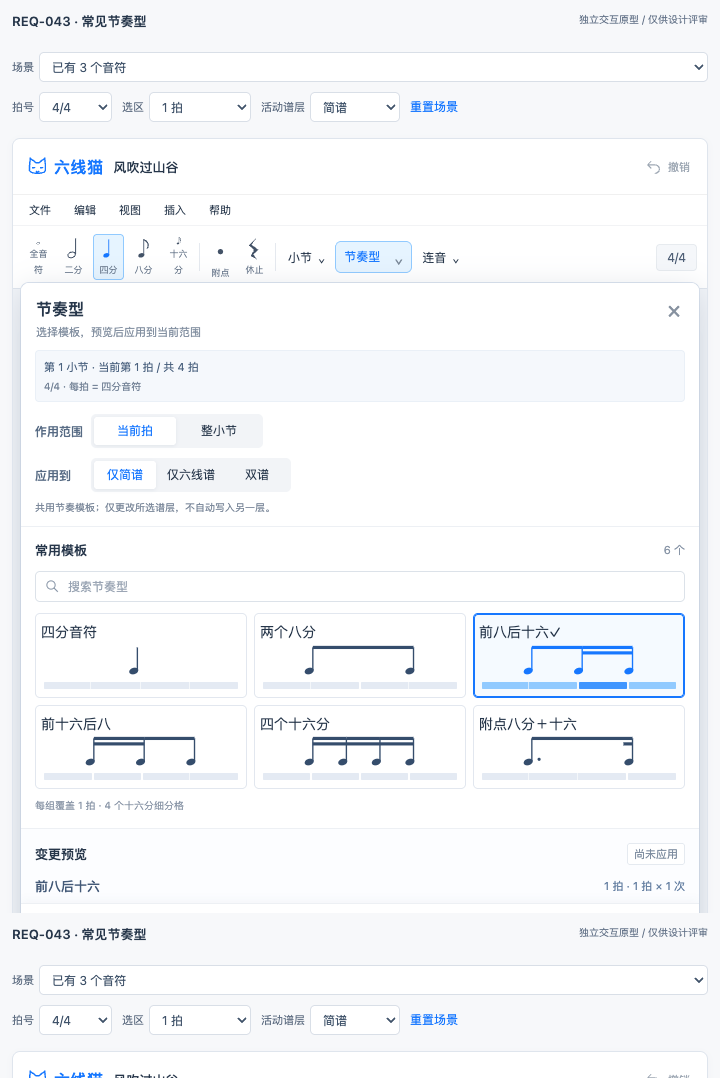 REQ-043 · 常见节奏型
独立交互原型 / 仅供设计评审
场景 已有 3 个音符
拍号 4/4 选区 1 拍 活动谱层 简谱 重置场景
六线猫 风吹过山谷 撤销
文件 编辑 视图 插入 帮助
全音符 二分 四分 八分 十六分 附点 休止 小节 节奏型 连音 4/4
节奏型
选择模板，预览后应用到当前范围
第 1 小节 · 当前第 1 拍 / 共 4 拍
4/4 · 每拍 = 四分音符
作用范围 当前拍 整小节
应用到 仅简谱 仅六线谱 双谱
共用节奏模板；仅更改所选谱层，不自动写入另一层。
常用模板 6 个
搜索节奏型
四分音符 两个八分 前八后十六✓
前十六后八 四个十六分 附点八分＋十六
每组覆盖 1 拍 · 4 个十六分细分格
变更预览 尚未应用
前八后十六 1 拍 · 1 拍 × 1 次
REQ-043 · 常见节奏型
独立交互原型 / 仅供设计评审
场景 已有 3 个音符
拍号 4/4 选区 1 拍 活动谱层 简谱 重置场景
六线猫 风吹过山谷 撤销